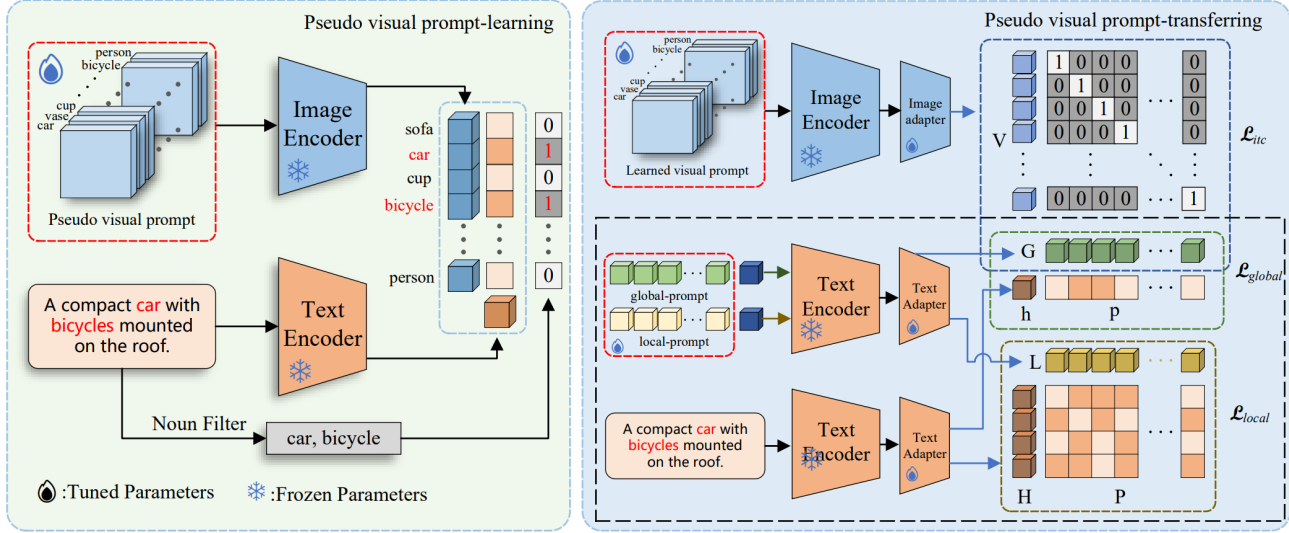 Pseudo visual prompt-learning
person
bicycle
cup
vase
car
Pseudo visual prompt
Image
Encoder
sofa
car
cup
bicycle
person
0
1
0
1
0
A compact car with
bicycles mounted
on the roof.
Text
Encoder
Noun Filter
car, bicycle
:Tuned Parameters
:Frozen Parameters
Pseudo visual prompt-transferring
person
bicycle
cup
vase
car
Learned visual prompt
Image
Encoder
Image
adapter
V
1 0 0 0 0
0 1 0 0 0
0 0 1 0 0
0 0 0 1 0
0 0 0 0 1
ℒitc
global-prompt
local-prompt
Text
Encoder
Text
Adapter
G
h
p
ℒglobal
L
H
P
ℒlocal
A compact car with
bicycles mounted
on the roof.
Text
Encoder
Text
Adapter